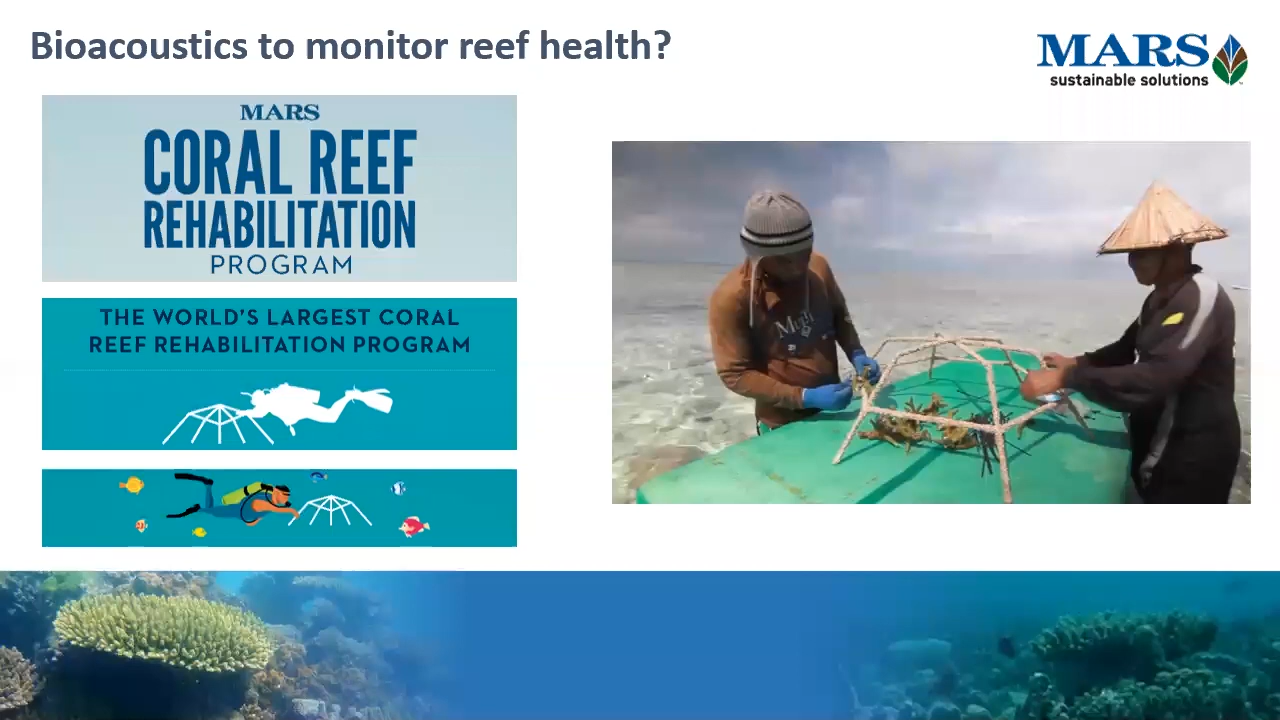 Bioacoustics to monitor reef health?
MARS
sustainable solutions
MARS
CORAL REEF
REHABILITATION
PROGRAM
THE WORLD'S LARGEST CORAL
REEF REHABILITATION PROGRAM